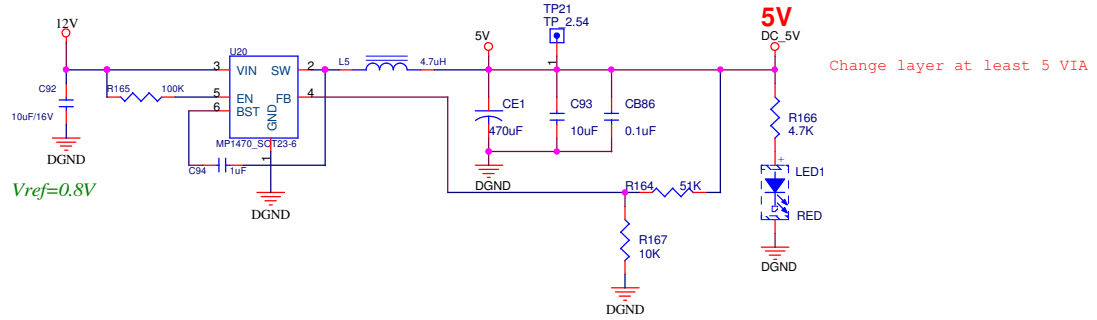 12V
C92
10uF/16V
DGND
Vref=0.8V
R165
100K
U20
3
VIN
SW
2
5
EN
FB
4
6
BST
GND
1
MP1470_SOT23-6
C94
1uF
DGND
L5
4.7uH
5V
CE1
470uF
DGND
TP21
TP_2.54
1
C93
10uF
CB86
0.1uF
R164
51K
R167
10K
DGND
5V
DC_5V
R166
4.7K
+
LED1
RED
DGND
Change layer at least 5 VIA